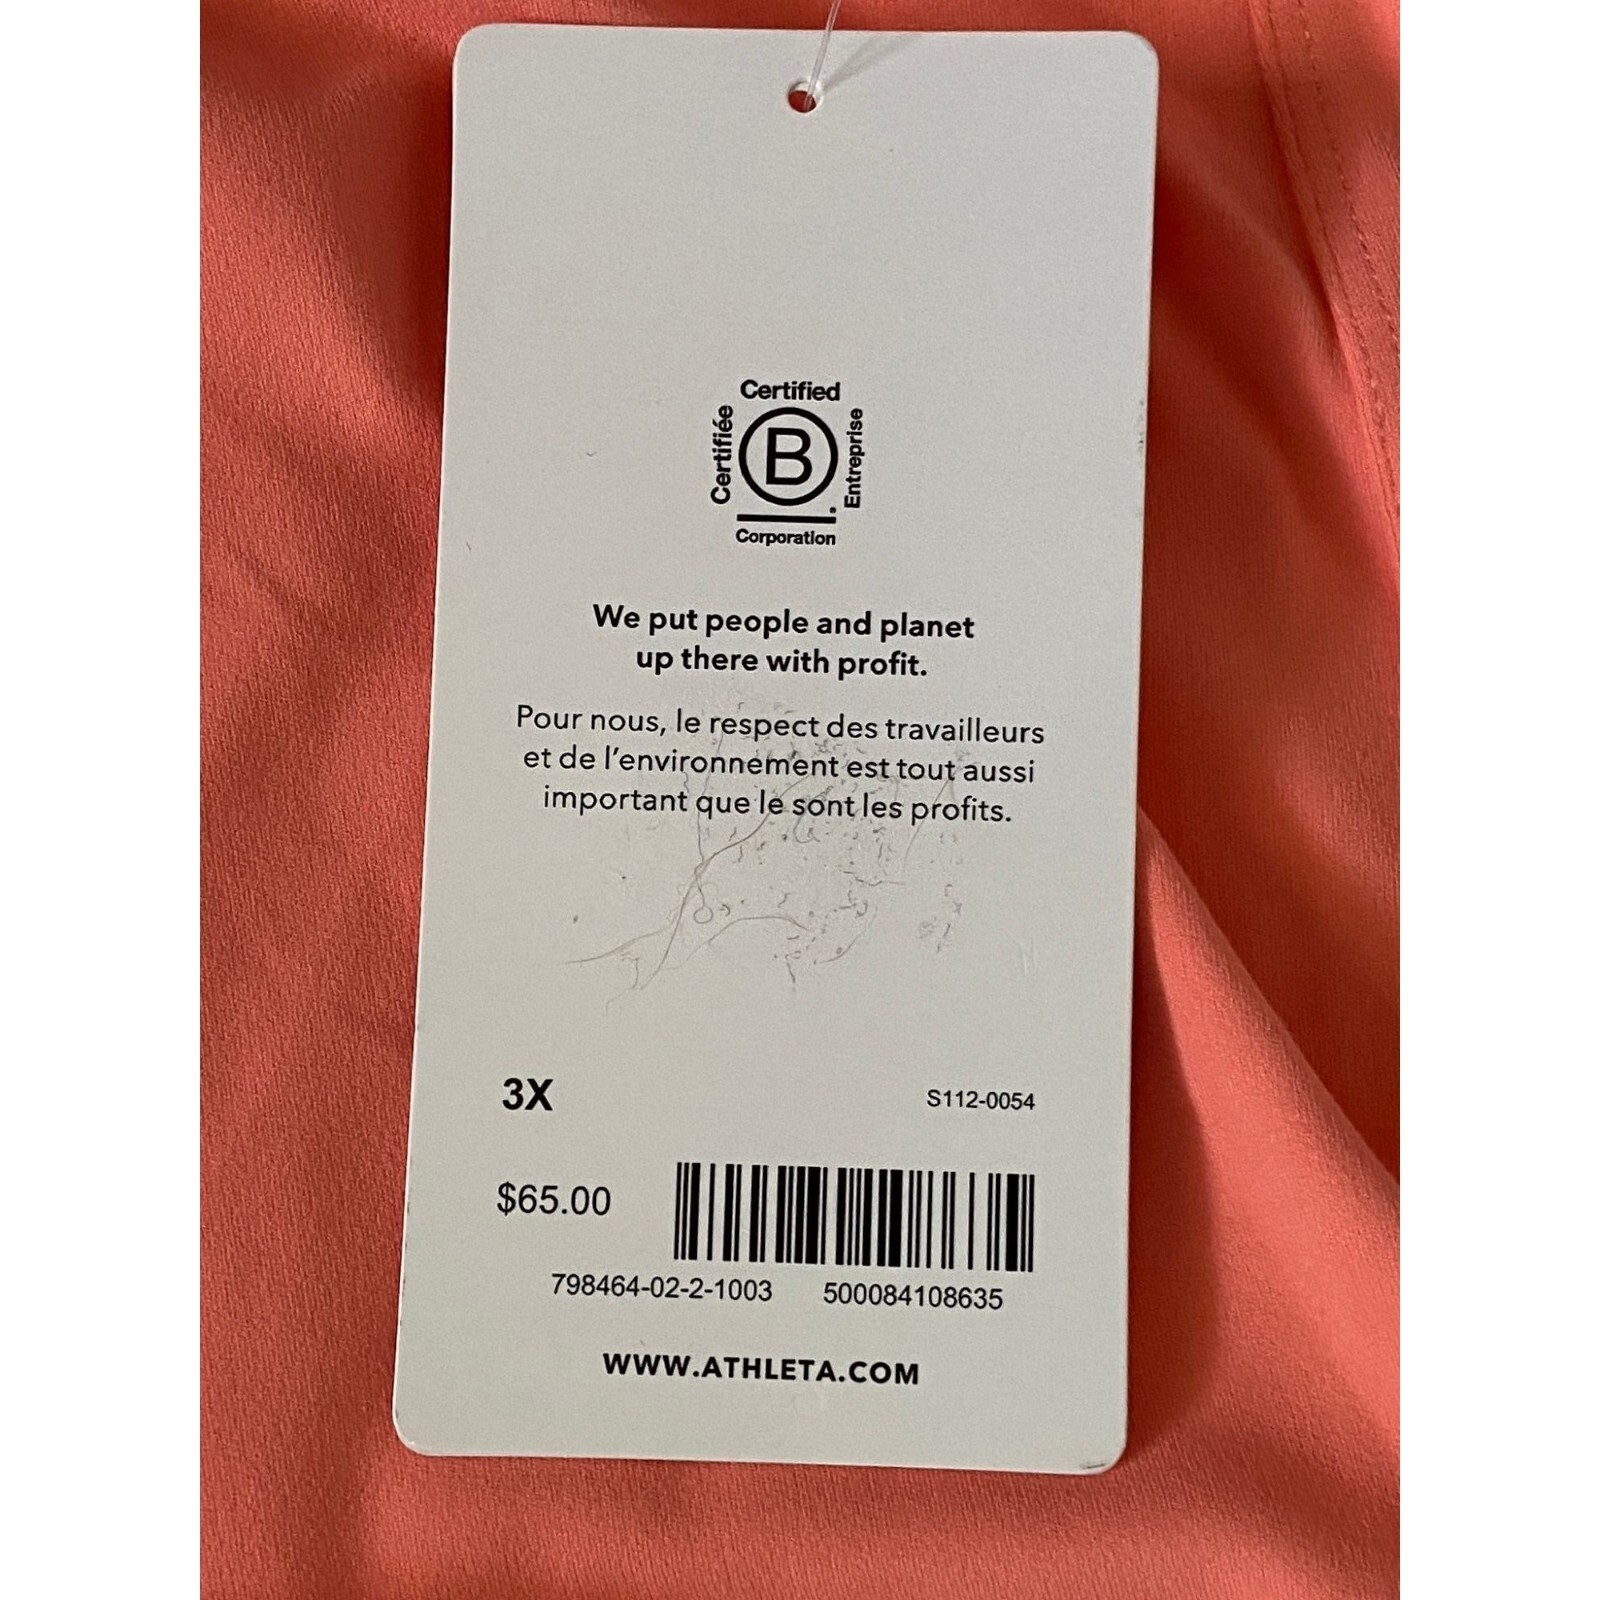 Certified
Certifiée
B
Entreprise
Corporation
We put people and planet
up there with profit.
Pour nous, le respect des travailleurs
et de l'environnement est tout aussi
important que le sont les profits.
3X
S112-0054
$65.00
798464-02-2-1003 500084108635
WWW.ATHLETA.COM